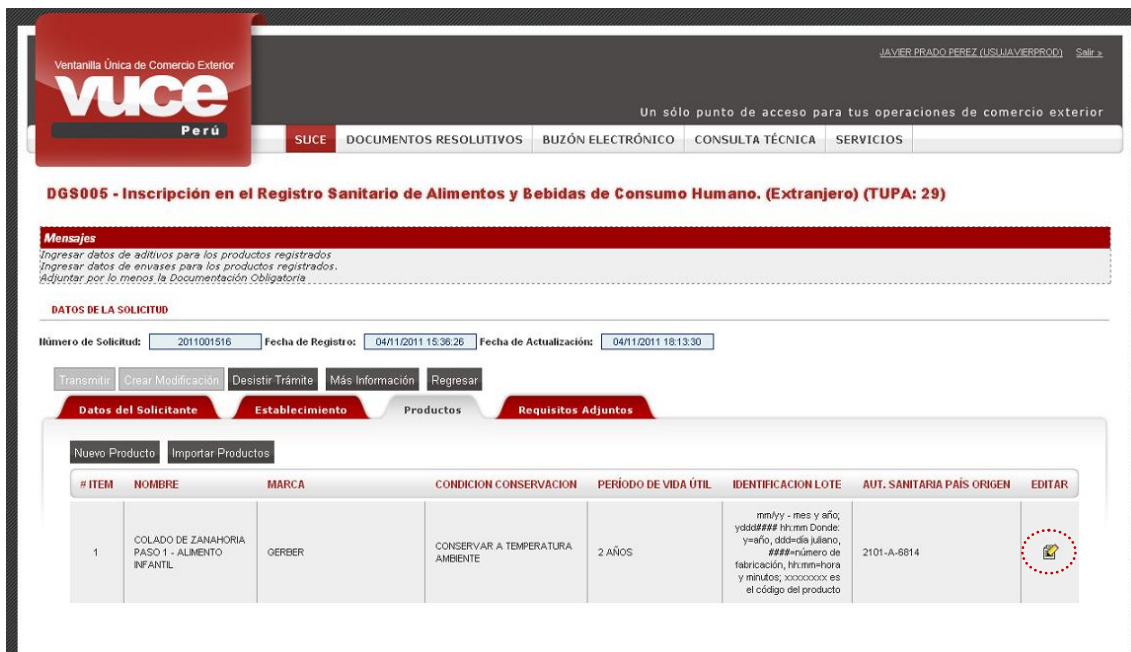 Ventanilla Única de Comercio Exterior
vuce
Perú
JAVIER PRADO PEREZ (USUJAVIERPROD) Salir »
Un sólo punto de acceso para tus operaciones de comercio exterior
SUCE DOCUMENTOS RESOLUTIVOS BUZÓN ELECTRÓNICO CONSULTA TÉCNICA SERVICIOS
DGS005 - Inscripción en el Registro Sanitario de Alimentos y Bebidas de Consumo Humano. (Extranjero) (TUPA: 29)
Mensajes
Ingresar datos de aditivos para los productos registrados
Ingresar datos de envases para los productos registrados.
Adjuntar por lo menos la Documentación Obligatoria
DATOS DE LA SOLICITUD
Número de Solicitud: 2011001516 Fecha de Registro: 04/11/2011 15:36:26 Fecha de Actualización: 04/11/2011 18:13:30
Transmitir Crear Modificación Desistir Trámite Más Información Regresar
Datos del Solicitante Establecimiento Productos Requisitos Adjuntos
Nuevo Producto Importar Productos
# ITEM NOMBRE MARCA CONDICION CONSERVACION PERÍODO DE VIDA ÚTIL IDENTIFICACION LOTE AUT. SANITARIA PAÍS ORIGEN EDITAR
1 COLADO DE ZANAHORIA PASO 1 - ALIMENTO INFANTIL GERBER CONSERVAR A TEMPERATURA AMBIENTE 2 AÑOS mm/yy - mes y año; yddd#### hh:mm Donde: y=año, ddd=día juliano, ####=número de fabricación, hh:mm=hora y minutos; xxxxxxxx es el código del producto 2101-A-6814